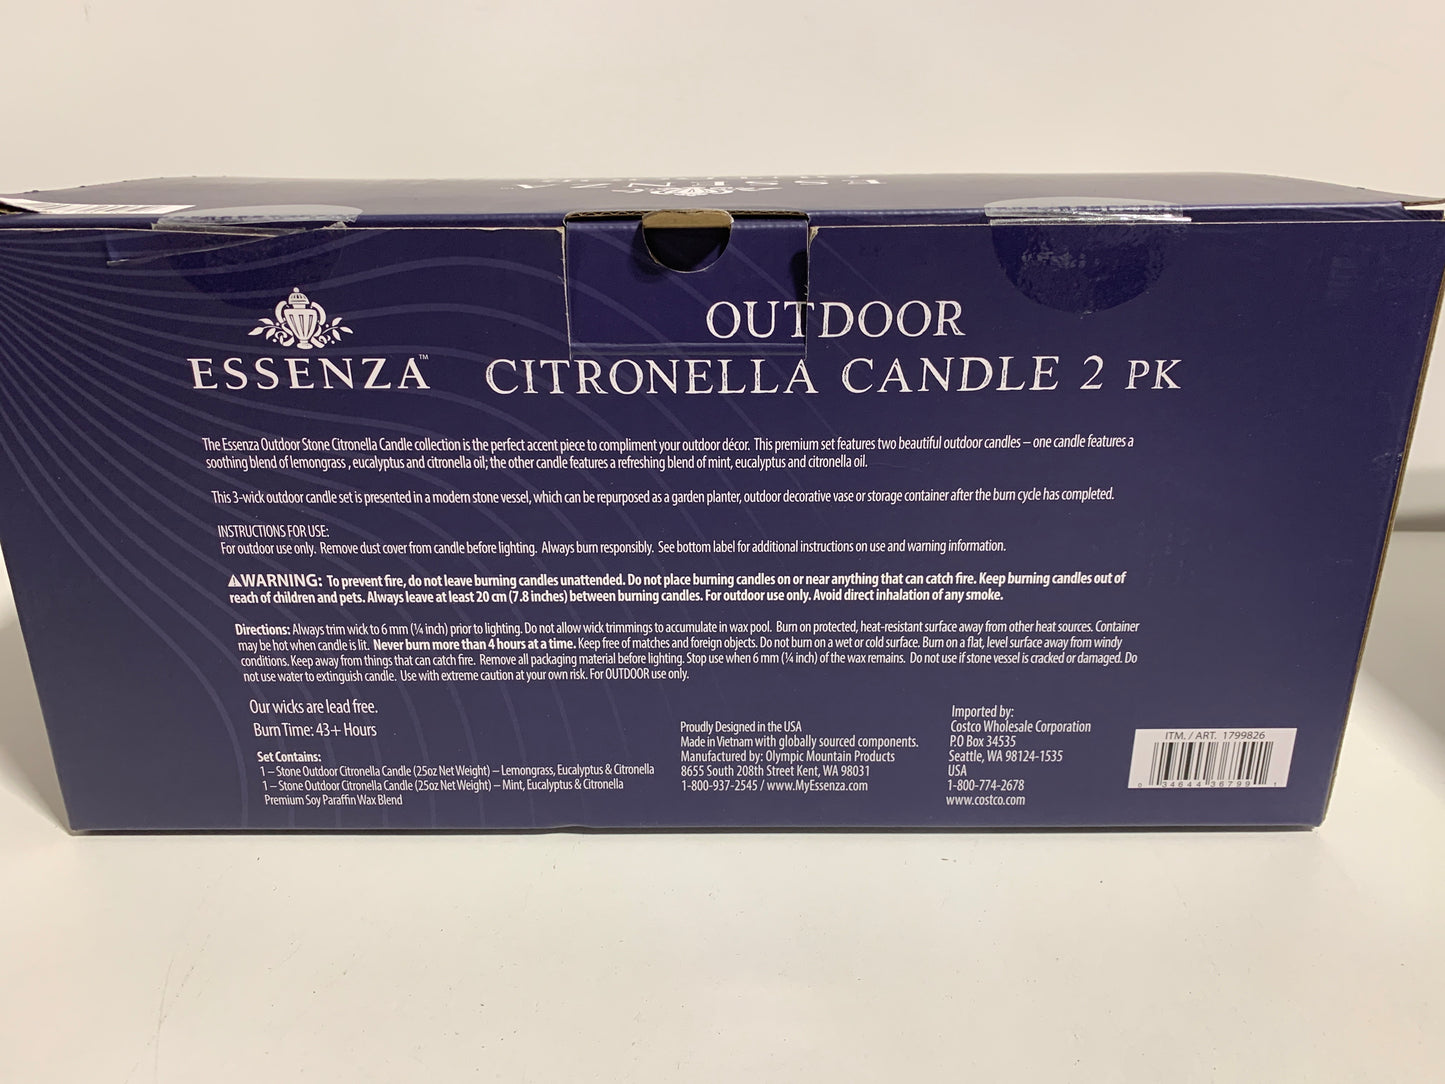 ESSENZA
ESSENZA™
OUTDOOR
CITRONELLA CANDLE 2 PK
The Essenza Outdoor Stone Citronella Candle collection is the perfect accent piece to compliment your outdoor décor. This premium set features two beautiful outdoor candles – one candle features a
soothing blend of lemongrass , eucalyptus and citronella oil; the other candle features a refreshing blend of mint, eucalyptus and citronella oil.
This 3-wick outdoor candle set is presented in a modern stone vessel, which can be repurposed as a garden planter, outdoor decorative vase or storage container after the burn cycle has completed.
INSTRUCTIONS FOR USE:
For outdoor use only. Remove dust cover from candle before lighting. Always burn responsibly. See bottom label for additional instructions on use and warning information.
⚠WARNING: To prevent fire, do not leave burning candles unattended. Do not place burning candles on or near anything that can catch fire. Keep burning candles out of
reach of children and pets. Always leave at least 20 cm (7.8 inches) between burning candles. For outdoor use only. Avoid direct inhalation of any smoke.
Directions: Always trim wick to 6 mm (¼ inch) prior to lighting. Do not allow wick trimmings to accumulate in wax pool. Burn on protected, heat-resistant surface away from other heat sources. Container
may be hot when candle is lit. Never burn more than 4 hours at a time. Keep free of matches and foreign objects. Do not burn on a wet or cold surface. Burn on a flat, level surface away from windy
conditions. Keep away from things that can catch fire. Remove all packaging material before lighting. Stop use when 6 mm (¼ inch) of the wax remains. Do not use if stone vessel is cracked or damaged. Do
not use water to extinguish candle. Use with extreme caution at your own risk. For OUTDOOR use only.
Our wicks are lead free.
Burn Time: 43+ Hours
Set Contains:
1 – Stone Outdoor Citronella Candle (25oz Net Weight) – Lemongrass, Eucalyptus & Citronella
1 – Stone Outdoor Citronella Candle (25oz Net Weight) – Mint, Eucalyptus & Citronella
Premium Soy Paraffin Wax Blend
Proudly Designed in the USA
Made in Vietnam with globally sourced components.
Manufactured by: Olympic Mountain Products
8655 South 208th Street Kent, WA 98031
1-800-937-2545 / www.MyEssenza.com
Imported by:
Costco Wholesale Corporation
P.O Box 34535
Seattle, WA 98124-1535
USA
1-800-774-2678
www.costco.com
ITM. / ART. 1799826
0 34644 36799 1